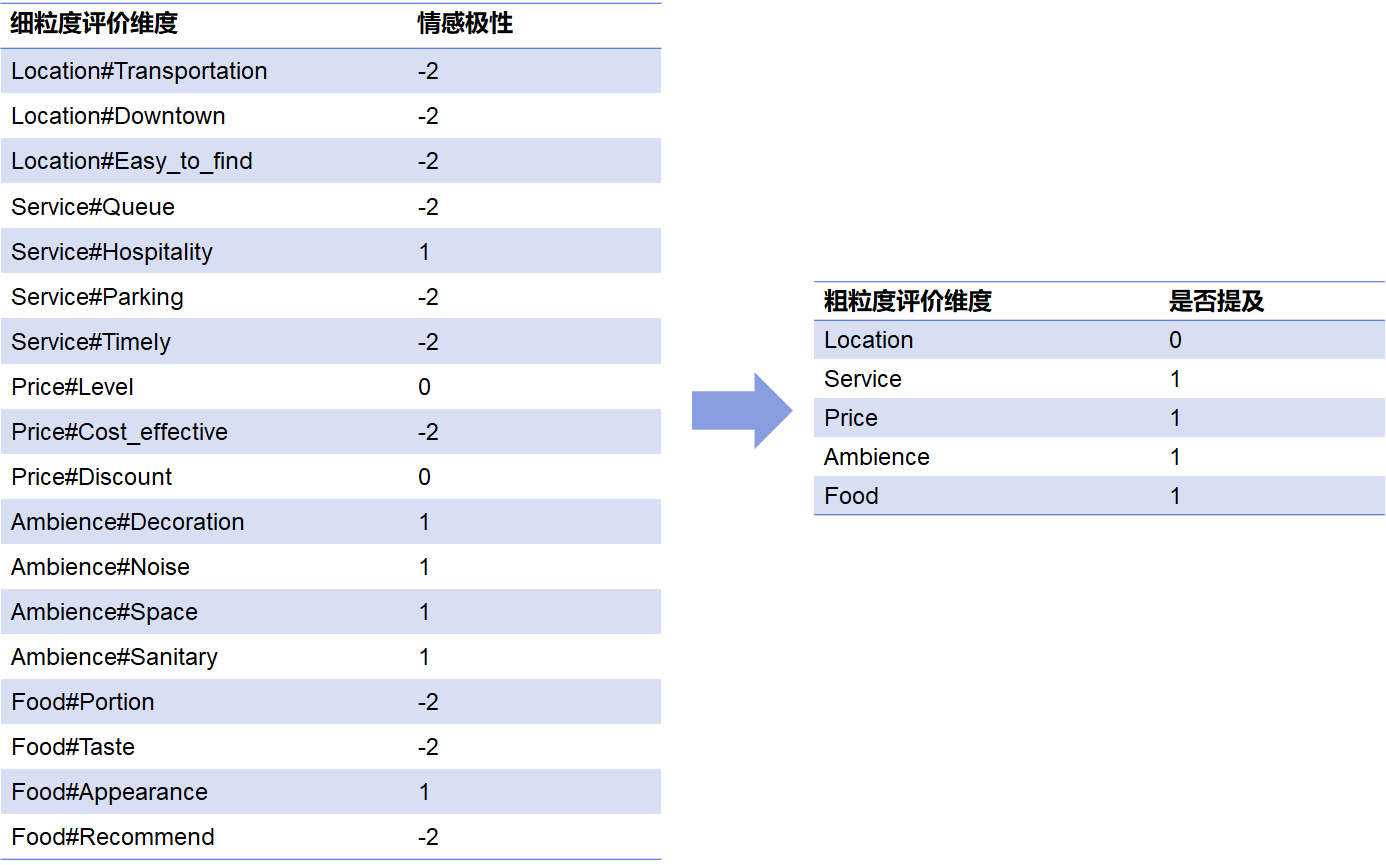 细粒度评价维度 情感极性
Location#Transportation -2
Location#Downtown -2
Location#Easy_to_find -2
Service#Queue -2
Service#Hospitality 1
Service#Parking -2
Service#Timely -2
Price#Level 0
Price#Cost_effective -2
Price#Discount 0
Ambience#Decoration 1
Ambience#Noise 1
Ambience#Space 1
Ambience#Sanitary 1
Food#Portion -2
Food#Taste -2
Food#Appearance 1
Food#Recommend -2
粗粒度评价维度 是否提及
Location 0
Service 1
Price 1
Ambience 1
Food 1